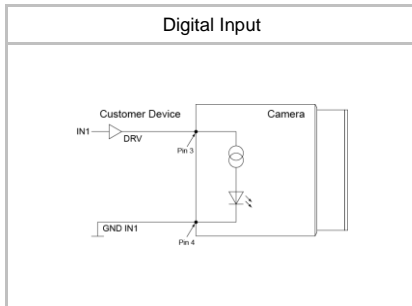 Digital Input
Customer Device
Camera
IN1
DRV
Pin 3
GND IN1
Pin 4